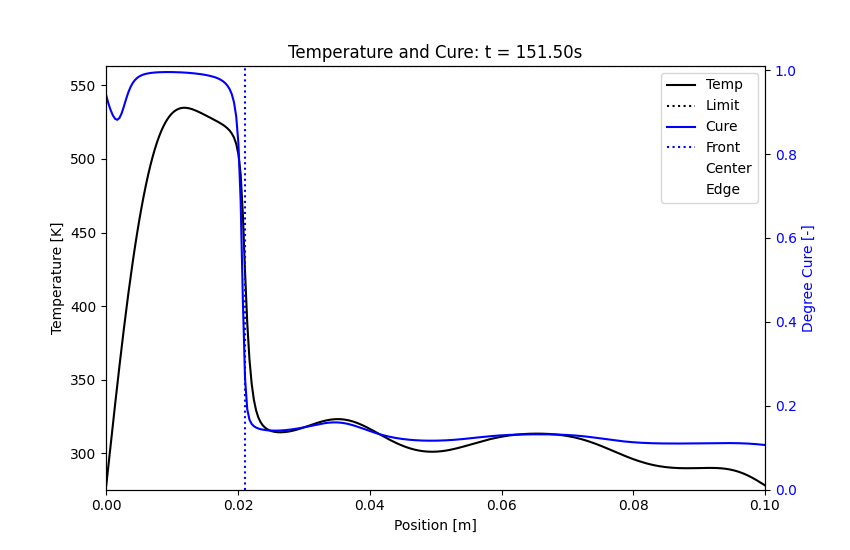 Temperature and Cure: t = 151.50s
Temp
Limit
Cure
Front
Center
Edge
Temperature [K]
550
500
450
400
350
300
Degree Cure [-]
1.0
0.8
0.6
0.4
0.2
0.0
0.00 0.02 0.04 0.06 0.08 0.10
Position [m]